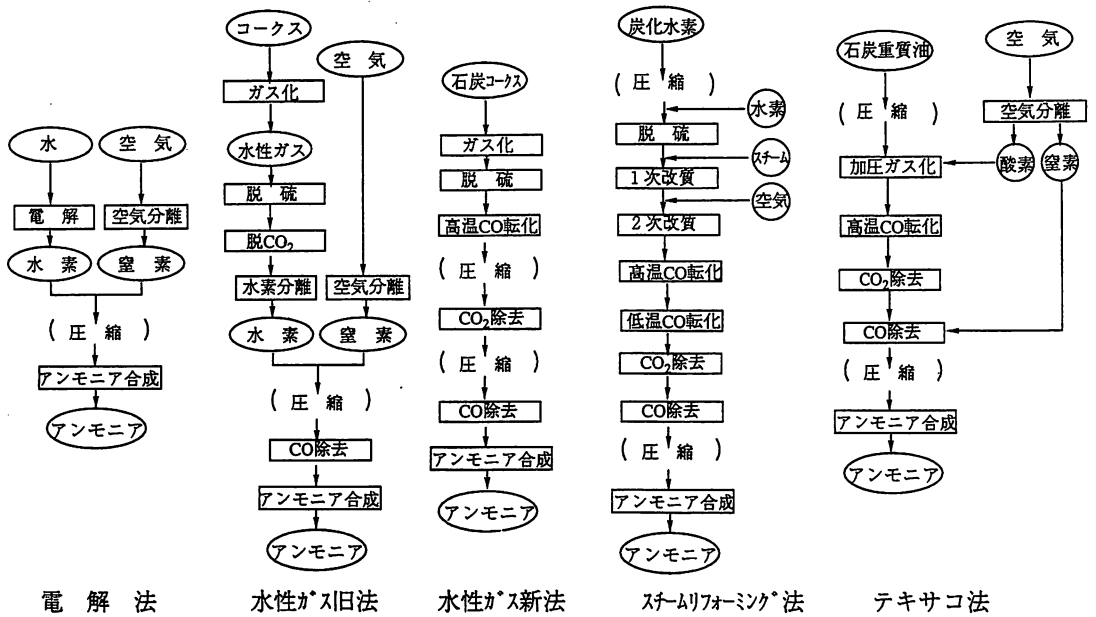 水
電 解
水 素
空 気
空気分離
窒 素
( 圧 縮 )
アンモニア合成
アンモニア
電 解 法
コークス
ガス化
水性ガス
脱 硫
脱CO₂
水素分離
水 素
空 気
空気分離
窒 素
( 圧 縮 )
CO除去
アンモニア合成
アンモニア
水性ガス旧法
石炭コークス
ガス化
脱 硫
高温CO転化
( 圧 縮 )
CO₂除去
( 圧 縮 )
CO除去
アンモニア合成
アンモニア
水性ガス新法
炭化水素
( 圧 縮 )
水素
脱 硫
スチーム
1次改質
空気
2次改質
高温CO転化
低温CO転化
CO₂除去
CO除去
( 圧 縮 )
アンモニア合成
アンモニア
スチームリフォーミング法
石炭重質油
( 圧 縮 )
空 気
空気分離
酸素
窒素
加圧ガス化
高温CO転化
CO₂除去
CO除去
( 圧 縮 )
アンモニア合成
アンモニア
テキサコ法